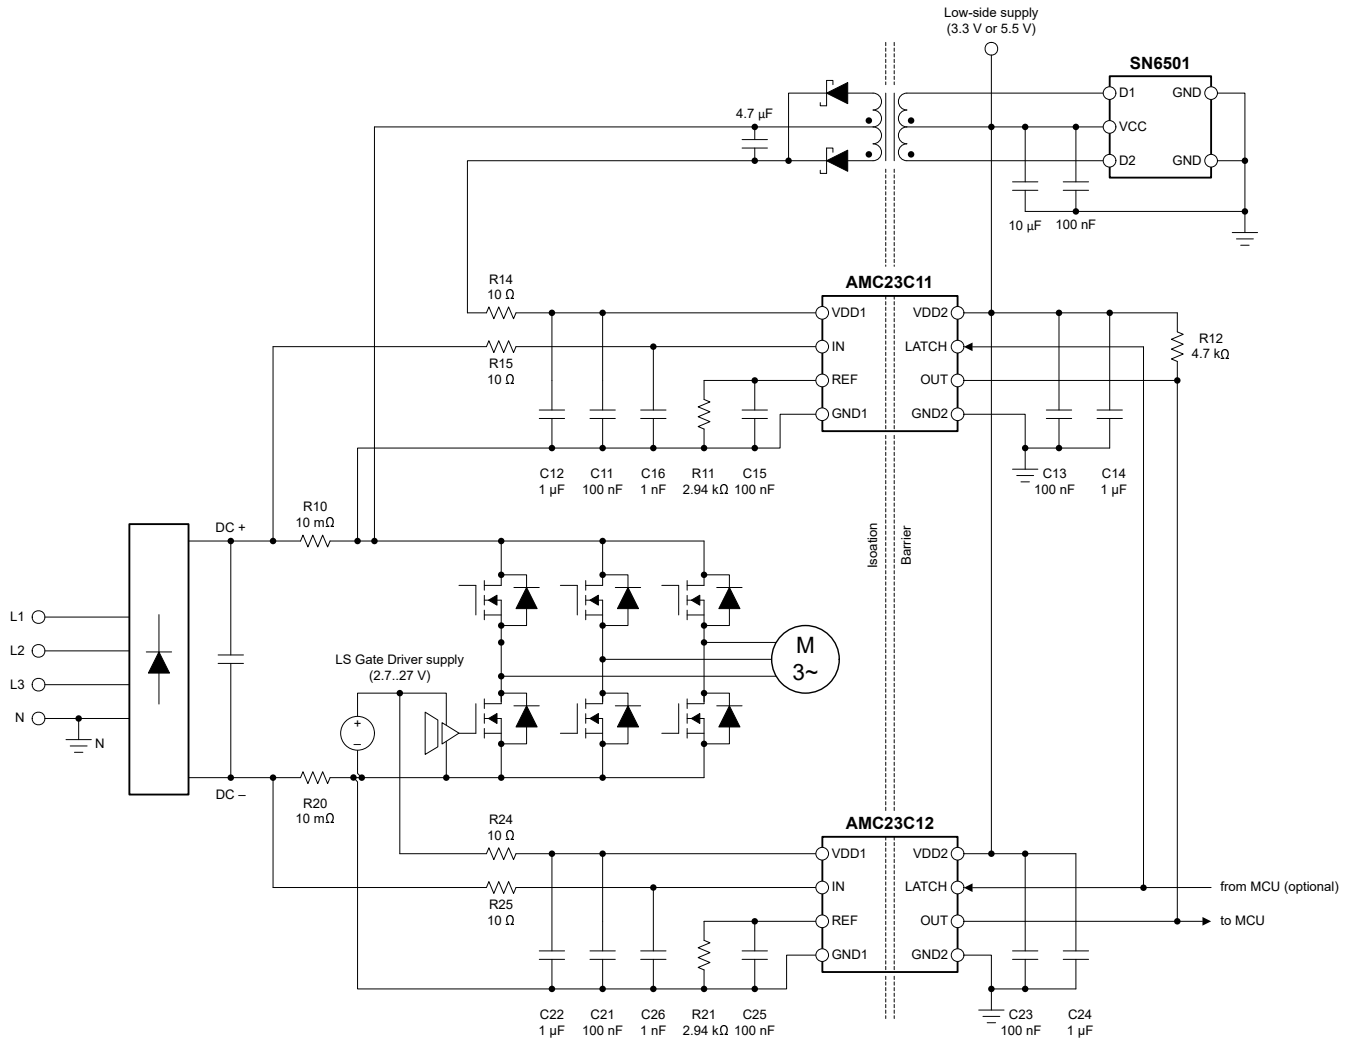 Low-side supply
(3.3 V or 5.5 V)
SN6501
D1
GND
4.7 µF
VCC
D2
GND
10 µF
100 nF
AMC23C11
R14
10 Ω
VDD1
VDD2
R15
10 Ω
IN
LATCH
R12
4.7 kΩ
REF
OUT
GND1
GND2
C12
1 µF
C11
100 nF
C16
1 nF
R11
2.94 kΩ
C15
100 nF
C13
100 nF
C14
1 µF
DC +
R10
10 mΩ
Isoation
Barrier
L1
L2
L3
N
N
M
3~
LS Gate Driver supply
(2.7..27 V)
+
–
DC –
R20
10 mΩ
AMC23C12
R24
10 Ω
VDD1
VDD2
R25
10 Ω
IN
LATCH
from MCU (optional)
REF
OUT
to MCU
GND1
GND2
C22
1 µF
C21
100 nF
C26
1 nF
R21
2.94 kΩ
C25
100 nF
C23
100 nF
C24
1 µF